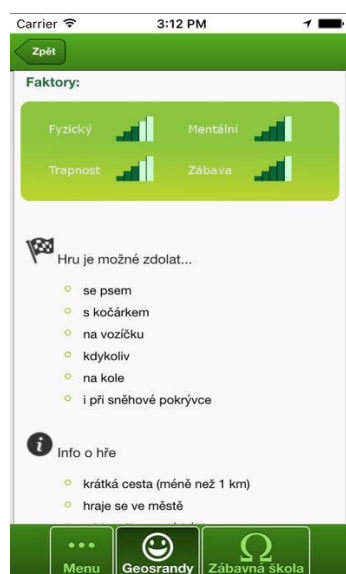 Carrier 3:12 PM
Zpět
Faktory:
Fyzický Mentální
Trapnost Zábava
Hru je možné zdolat...
se psem
s kočárkem
na vozíčku
kdykoliv
na kole
i při sněhové pokrývce
Info o hře
krátká cesta (méně než 1 km)
hraje se ve městě
Menu Geosrandy Zábavná škola